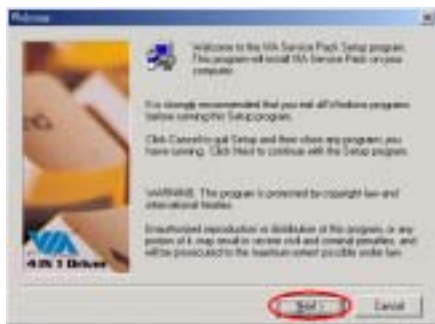 Welcome
Welcome to the VIA Service Pack Setup program.
This program will install VIA Service Pack on your
computer.
It is strongly recommended that you exit all Windows programs
before running this Setup program.
Click Cancel to quit Setup and then close any programs you
have running. Click Next to continue with the Setup program.
WARNING: This program is protected by copyright law and
international treaties.
Unauthorized reproduction or distribution of this program, or any
portion of it, may result in severe civil and criminal penalties, and
will be prosecuted to the maximum extent possible under law.
VIA
4 IN 1 Driver
Next >
Cancel